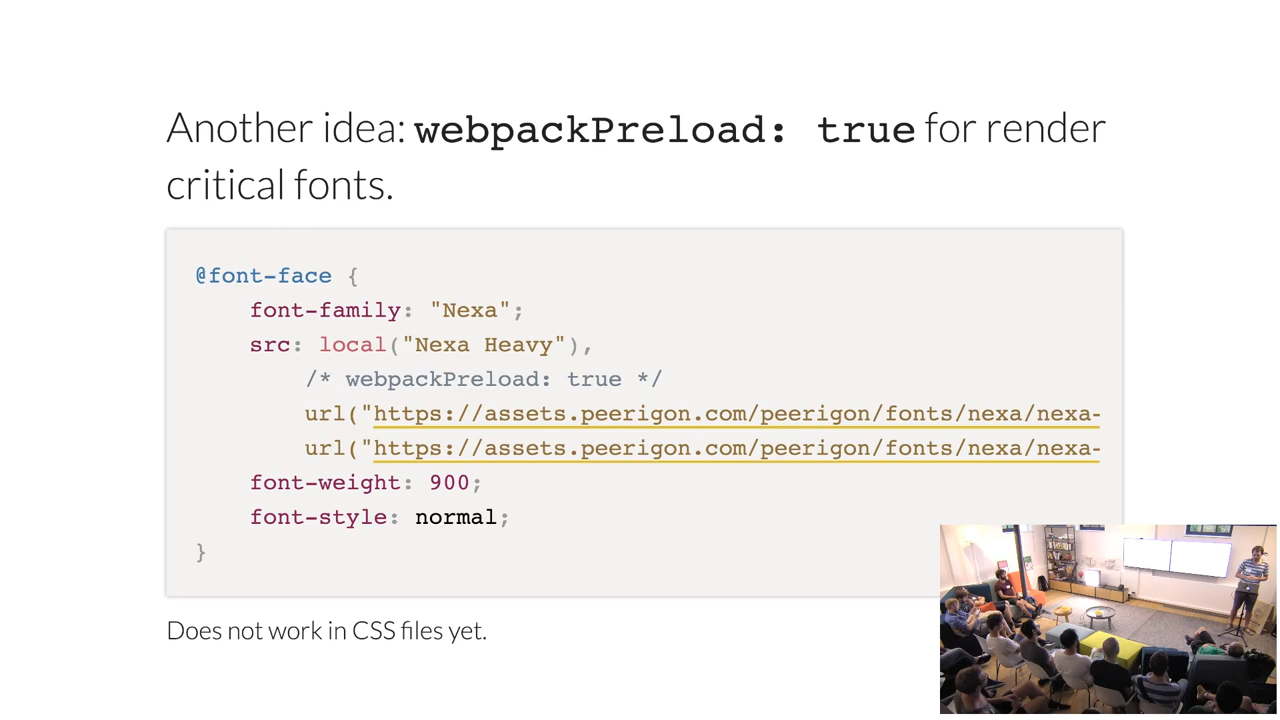 Another idea: webpackPreload: true for render
critical fonts.
@font-face {
font-family: "Nexa";
src: local("Nexa Heavy"),
/* webpackPreload: true */
url("https://assets.peerigon.com/peerigon/fonts/nexa/nexa-
url("https://assets.peerigon.com/peerigon/fonts/nexa/nexa-
font-weight: 900;
font-style: normal;
}
Does not work in CSS files yet.